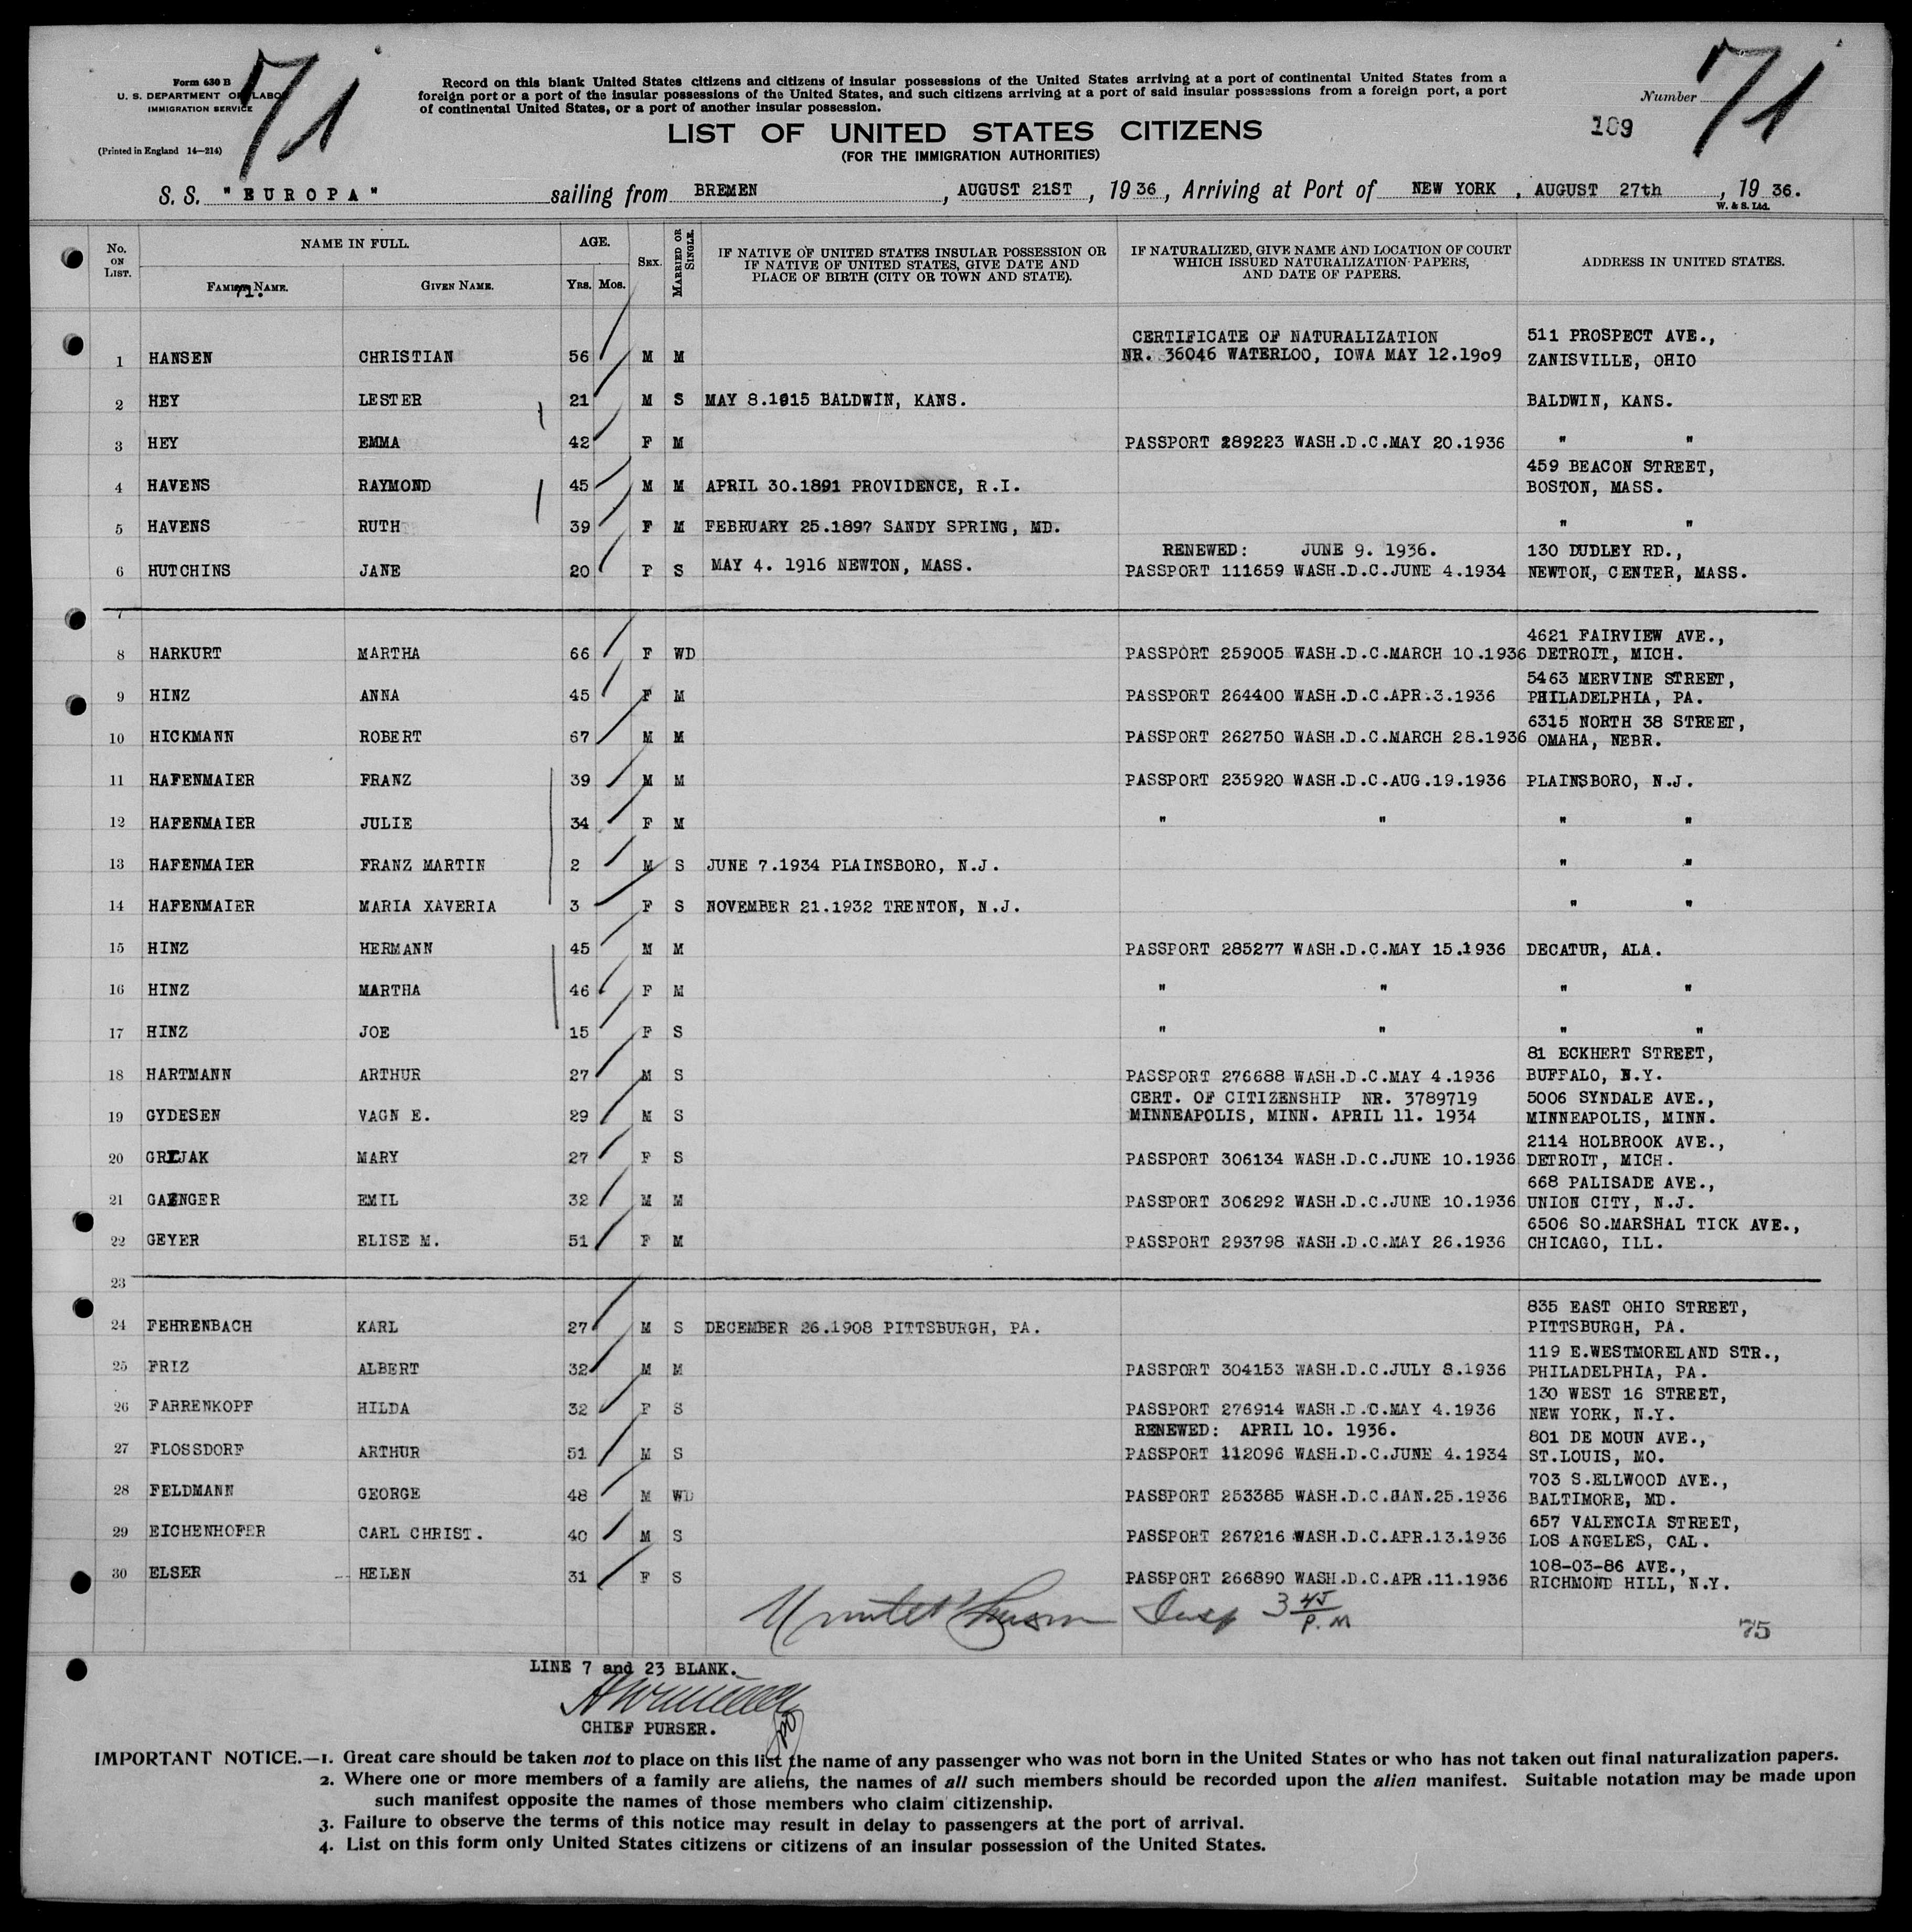 71
Form 630 B
U. S. DEPARTMENT OF LABOR
IMMIGRATION SERVICE
(Printed in England 14—214)
Record on this blank United States citizens and citizens of insular possessions of the United States arriving at a port of continental United States from a
foreign port or a port of the insular possessions of the United States, and such citizens arriving at a port of said insular possessions from a foreign port, a port
of continental United States, or a port of another insular possession.
LIST OF UNITED STATES CITIZENS
(FOR THE IMMIGRATION AUTHORITIES)
Number 71
189
S. S. "EUROPA" sailing from BREMEN, AUGUST 21ST, 1936, Arriving at Port of NEW YORK, AUGUST 27th, 1936.
W. & S. Ltd.
No. ON LIST. NAME IN FULL. AGE. SEX. MARRIED OR SINGLE. IF NATIVE OF UNITED STATES INSULAR POSSESSION OR IF NATIVE OF UNITED STATES, GIVE DATE AND PLACE OF BIRTH (CITY OR TOWN AND STATE). IF NATURALIZED, GIVE NAME AND LOCATION OF COURT WHICH ISSUED NATURALIZATION PAPERS, AND DATE OF PAPERS. ADDRESS IN UNITED STATES.
FAMILY NAME. GIVEN NAME. Yrs. Mos.
71.
1 HANSEN CHRISTIAN 56 M M CERTIFICATE OF NATURALIZATION NR. 36046 WATERLOO, IOWA MAY 12.1909 511 PROSPECT AVE., ZANISVILLE, OHIO
2 HEY LESTER 21 M S MAY 8.1915 BALDWIN, KANS. BALDWIN, KANS.
3 HEY EMMA 42 F M PASSPORT 289223 WASH.D.C.MAY 20.1936 " "
4 HAVENS RAYMOND 45 M M APRIL 30.1891 PROVIDENCE, R.I. 459 BEACON STREET, BOSTON, MASS.
5 HAVENS RUTH 39 F M FEBRUARY 25.1897 SANDY SPRING, MD. " "
6 HUTCHINS JANE 20 F S MAY 4. 1916 NEWTON, MASS. RENEWED: JUNE 9. 1936. PASSPORT 111659 WASH.D.C.JUNE 4.1934 130 DUDLEY RD., NEWTON, CENTER, MASS.
7
8 HARKURT MARTHA 66 F WD PASSPORT 259005 WASH.D.C.MARCH 10.1936 4621 FAIRVIEW AVE., DETROIT, MICH.
9 HINZ ANNA 45 F M PASSPORT 264400 WASH.D.C.APR.3.1936 5463 MERVINE STREET, PHILADELPHIA, PA.
10 HICKMANN ROBERT 67 M M PASSPORT 262750 WASH.D.C.MARCH 28.1936 6315 NORTH 38 STREET, OMAHA, NEBR.
11 HAFENMAIER FRANZ 39 M M PASSPORT 235920 WASH.D.C.AUG.19.1936 PLAINSBORO, N.J.
12 HAFENMAIER JULIE 34 F M " " " "
13 HAFENMAIER FRANZ MARTIN 2 M S JUNE 7.1934 PLAINSBORO, N.J. " "
14 HAFENMAIER MARIA XAVERIA 3 F S NOVEMBER 21.1932 TRENTON, N.J. " "
15 HINZ HERMANN 45 M M PASSPORT 285277 WASH.D.C.MAY 15.1936 DECATUR, ALA.
16 HINZ MARTHA 46 F M " " " "
17 HINZ JOE 15 F S " " " "
18 HARTMANN ARTHUR 27 M S PASSPORT 276688 WASH.D.C.MAY 4.1936 81 ECKHERT STREET, BUFFALO, N.Y.
19 GYDESEN VAGN E. 29 M S CERT. OF CITIZENSHIP NR. 3789719 MINNEAPOLIS, MINN. APRIL 11. 1934 5006 SYNDALE AVE., MINNEAPOLIS, MINN.
20 MARY 27 F S PASSPORT 306134 WASH.D.C.JUNE 10.1936 2114 HOLBROOK AVE., DETROIT, MICH.
21 EMIL 32 M M PASSPORT 306292 WASH.D.C.JUNE 10.1936 668 PALISADE AVE., UNION CITY, N.J.
22 GEYER ELISE M. 51 F M PASSPORT 293798 WASH.D.C.MAY 26.1936 6506 SO.MARSHAL TICK AVE., CHICAGO, ILL.
23
24 FEHRENBACH KARL 27 M S DECEMBER 26.1908 PITTSBURGH, PA. 835 EAST OHIO STREET, PITTSBURGH, PA.
25 FRIZ ALBERT 32 M M PASSPORT 304153 WASH.D.C.JULY 8.1936 119 E.WESTMORELAND STR., PHILADELPHIA, PA.
26 FARRENKOPF HILDA 32 F S PASSPORT 276914 WASH.D.C.MAY 4.1936 130 WEST 16 STREET, NEW YORK, N.Y.
27 FLOSSDORF ARTHUR 51 M S RENEWED: APRIL 10. 1936. PASSPORT 112096 WASH.D.C.JUNE 4.1934 801 DE MOUN AVE., ST.LOUIS, MO.
28 FELDMANN GEORGE 48 M WD PASSPORT 253385 WASH.D.C.JAN.25.1936 703 S.ELLWOOD AVE., BALTIMORE, MD.
29 EICHENHOFER CARL CHRIST. 40 M S PASSPORT 267216 WASH.D.C.APR.13.1936 657 VALENCIA STREET, LOS ANGELES, CAL.
30 ELSER HELEN 31 F S PASSPORT 266890 WASH.D.C.APR.11.1936 108-03-86 AVE., RICHMOND HILL, N.Y.
Insp 3 45 P.M
75
LINE 7 and 23 BLANK.
CHIEF PURSER.
IMPORTANT NOTICE.—1. Great care should be taken not to place on this list the name of any passenger who was not born in the United States or who has not taken out final naturalization papers.
2. Where one or more members of a family are aliens, the names of all such members should be recorded upon the alien manifest. Suitable notation may be made upon
such manifest opposite the names of those members who claim citizenship.
3. Failure to observe the terms of this notice may result in delay to passengers at the port of arrival.
4. List on this form only United States citizens or citizens of an insular possession of the United States.